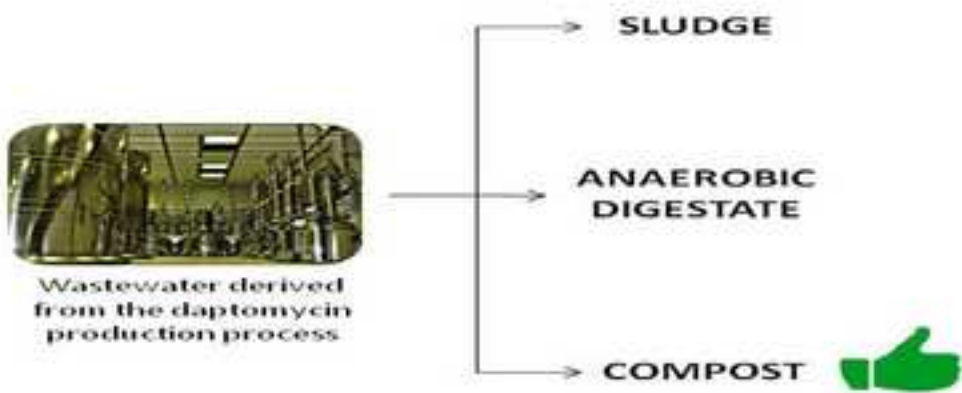 SLUDGE
ANAEROBIC
DIGESTATE
Wastewater derived
from the daptomycin
production process
COMPOST